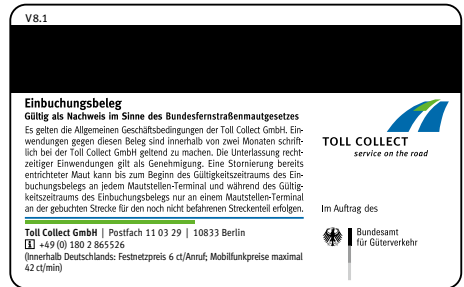 V8.1
Einbuchungsbeleg
Gültig als Nachweis im Sinne des Bundesfernstraßenmautgesetzes
Es gelten die Allgemeinen Geschäftsbedingungen der Toll Collect GmbH. Ein-
wendungen gegen diesen Beleg sind innerhalb von zwei Monaten schrift-
lich bei der Toll Collect GmbH geltend zu machen. Die Unterlassung recht-
zeitiger Einwendungen gilt als Genehmigung. Eine Stornierung bereits
entrichteter Maut kann bis zum Beginn des Gültigkeitszeitraums des Ein-
buchungsbelegs an jedem Mautstellen-Terminal und während des Gültig-
keitszeitraums des Einbuchungsbelegs nur an einem Mautstellen-Terminal
an der gebuchten Strecke für den noch nicht befahrenen Streckenteil erfolgen.
Toll Collect GmbH | Postfach 11 03 29 | 10833 Berlin
i +49 (0) 180 2 865526
(Innerhalb Deutschlands: Festnetzpreis 6 ct/Anruf; Mobilfunkpreise maximal
42 ct/min)
TOLL COLLECT
service on the road
Im Auftrag des
Bundesamt
für Güterverkehr